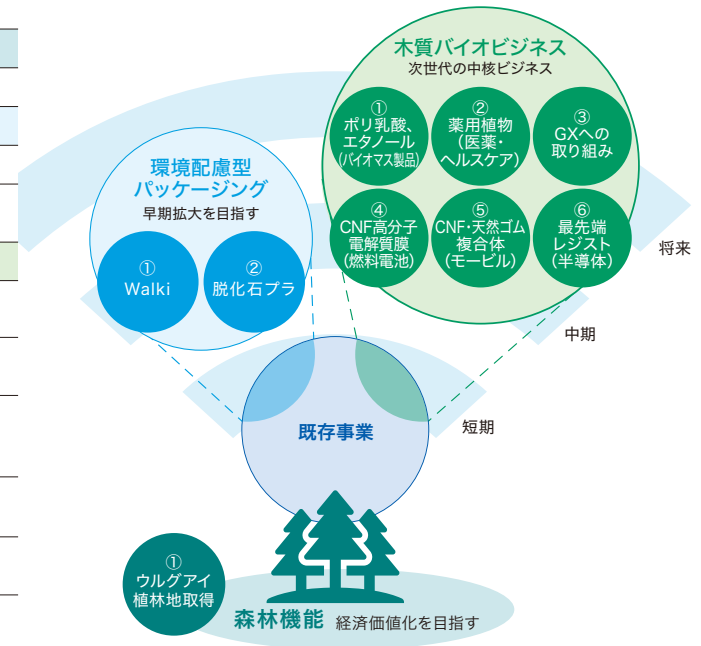 木質バイオビジネス
次世代の中核ビジネス
①
ポリ乳酸、
エタノール
(バイオマス製品)
②
薬用植物
(医薬・
ヘルスケア)
③
GXへの
取り組み
④
CNF高分子
電解質膜
(燃料電池)
⑤
CNF・天然ゴム
複合体
(モービル)
⑥
最先端
レジスト
(半導体)
環境配慮型
パッケージング
早期拡大を目指す
①
Walki
②
脱化石プラ
将来
中期
短期
既存事業
①
ウルグアイ
植林地取得
森林機能 経済価値化を目指す